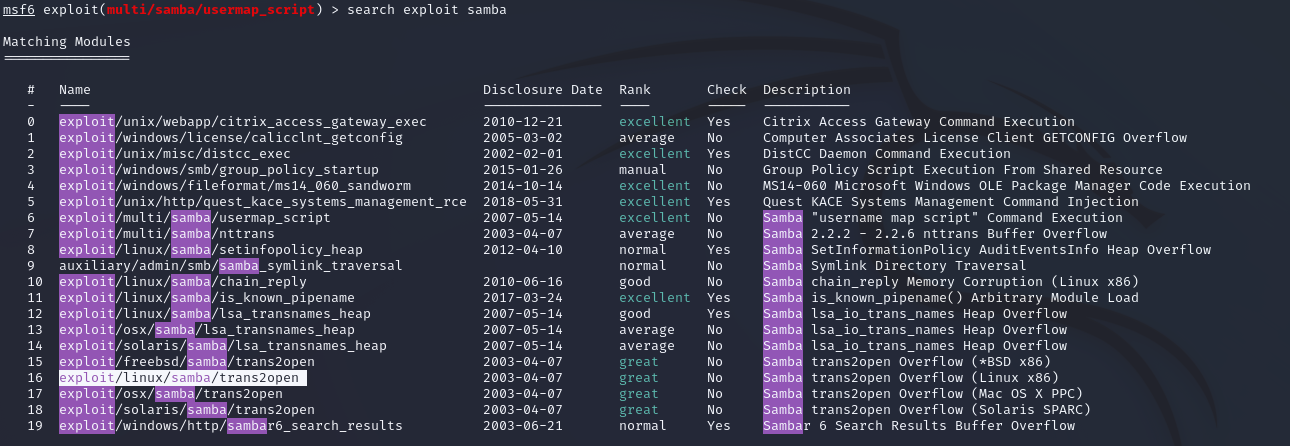 msf6 exploit(multi/samba/usermap_script) > search exploit samba
Matching Modules
================
# Name Disclosure Date Rank Check Description
- ---- --------------- ---- ----- -----------
0 exploit/unix/webapp/citrix_access_gateway_exec 2010-12-21 excellent Yes Citrix Access Gateway Command Execution
1 exploit/windows/license/calicclnt_getconfig 2005-03-02 average No Computer Associates License Client GETCONFIG Overflow
2 exploit/unix/misc/distcc_exec 2002-02-01 excellent Yes DistCC Daemon Command Execution
3 exploit/windows/smb/group_policy_startup 2015-01-26 manual No Group Policy Script Execution From Shared Resource
4 exploit/windows/fileformat/ms14_060_sandworm 2014-10-14 excellent No MS14-060 Microsoft Windows OLE Package Manager Code Execution
5 exploit/unix/http/quest_kace_systems_management_rce 2018-05-31 excellent Yes Quest KACE Systems Management Command Injection
6 exploit/multi/samba/usermap_script 2007-05-14 excellent No Samba "username map script" Command Execution
7 exploit/multi/samba/nttrans 2003-04-07 average No Samba 2.2.2 - 2.2.6 nttrans Buffer Overflow
8 exploit/linux/samba/setinfopolicy_heap 2012-04-10 normal Yes Samba SetInformationPolicy AuditEventsInfo Heap Overflow
9 auxiliary/admin/smb/samba_symlink_traversal normal No Samba Symlink Directory Traversal
10 exploit/linux/samba/chain_reply 2010-06-16 good No Samba chain_reply Memory Corruption (Linux x86)
11 exploit/linux/samba/is_known_pipename 2017-03-24 excellent Yes Samba is_known_pipename() Arbitrary Module Load
12 exploit/linux/samba/lsa_transnames_heap 2007-05-14 good Yes Samba lsa_io_trans_names Heap Overflow
13 exploit/osx/samba/lsa_transnames_heap 2007-05-14 average No Samba lsa_io_trans_names Heap Overflow
14 exploit/solaris/samba/lsa_transnames_heap 2007-05-14 average No Samba lsa_io_trans_names Heap Overflow
15 exploit/freebsd/samba/trans2open 2003-04-07 great No Samba trans2open Overflow (*BSD x86)
16 exploit/linux/samba/trans2open 2003-04-07 great No Samba trans2open Overflow (Linux x86)
17 exploit/osx/samba/trans2open 2003-04-07 great No Samba trans2open Overflow (Mac OS X PPC)
18 exploit/solaris/samba/trans2open 2003-04-07 great No Samba trans2open Overflow (Solaris SPARC)
19 exploit/windows/http/sambar6_search_results 2003-06-21 normal Yes Sambar 6 Search Results Buffer Overflow